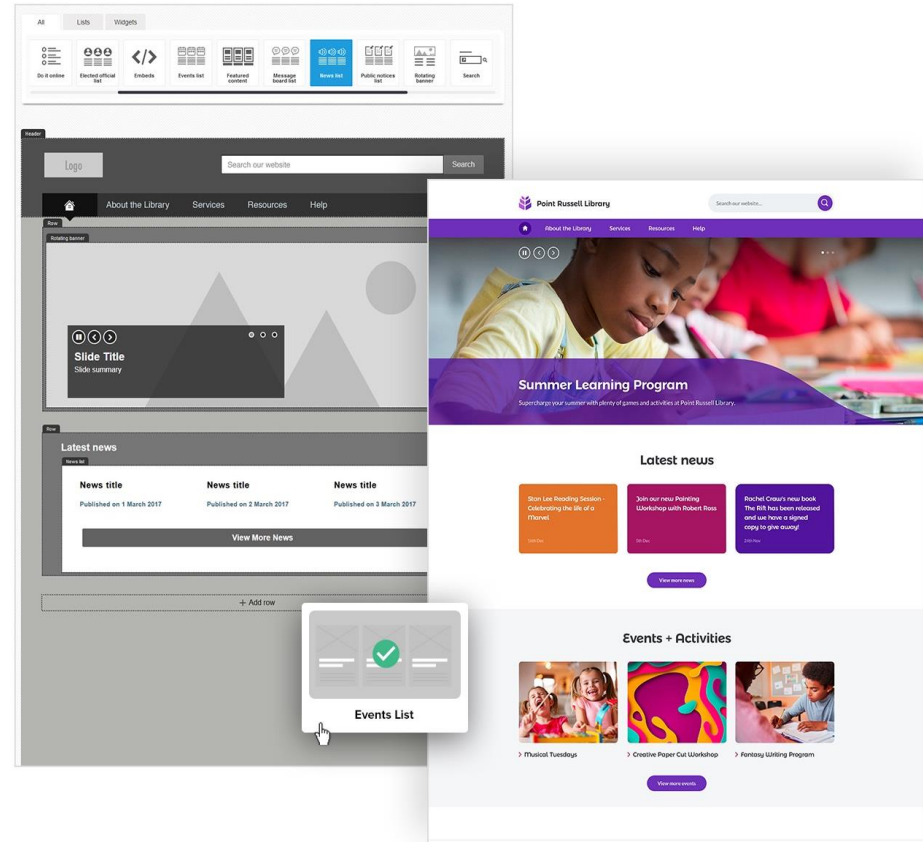 All
Lists
Widgets
Do it online
Elected official
list
Embeds
Events list
Featured
content
Message
board list
News list
Public notices
list
Rotating
banner
Search
Header
Logo
Search our website
Search
About the Library
Services
Resources
Help
Row
Rotating banner
Slide Title
Slide summary
Row
Latest news
News list
News title
Published on 1 March 2017
News title
Published on 2 March 2017
News title
Published on 3 March 2017
View More News
+ Add row
Events List
Point Russell Library
Search our website...
About the Library
Services
Resources
Help
Summer Learning Program
Supercharge your summer with plenty of games and activities at Point Russell Library.
Latest news
Stan Lee Reading Session -
Celebrating the life of a
Marvel
Join our new Painting
Workshop with Robert Ross
5th Dec
Rachel Craw's new book
The Rift has been released
and we have a signed
copy to give away!
24th Nov
View more news
Events + Activities
Musical Tuesdays
Creative Paper Cut Workshop
Fantasy Writing Program
View more events